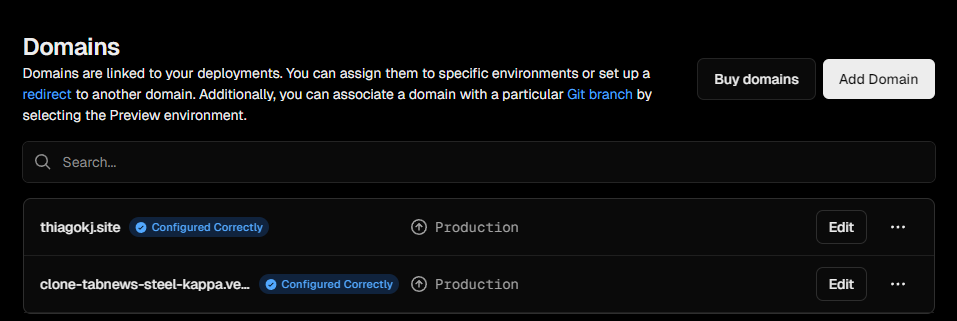 Domains
Domains are linked to your deployments. You can assign them to specific environments or set up a
redirect to another domain. Additionally, you can associate a domain with a particular Git branch by
selecting the Preview environment.
Buy domains
Add Domain
Search...
thiagokj.site Configured Correctly Production Edit
clone-tabnews-steel-kappa.ve... Configured Correctly Production Edit